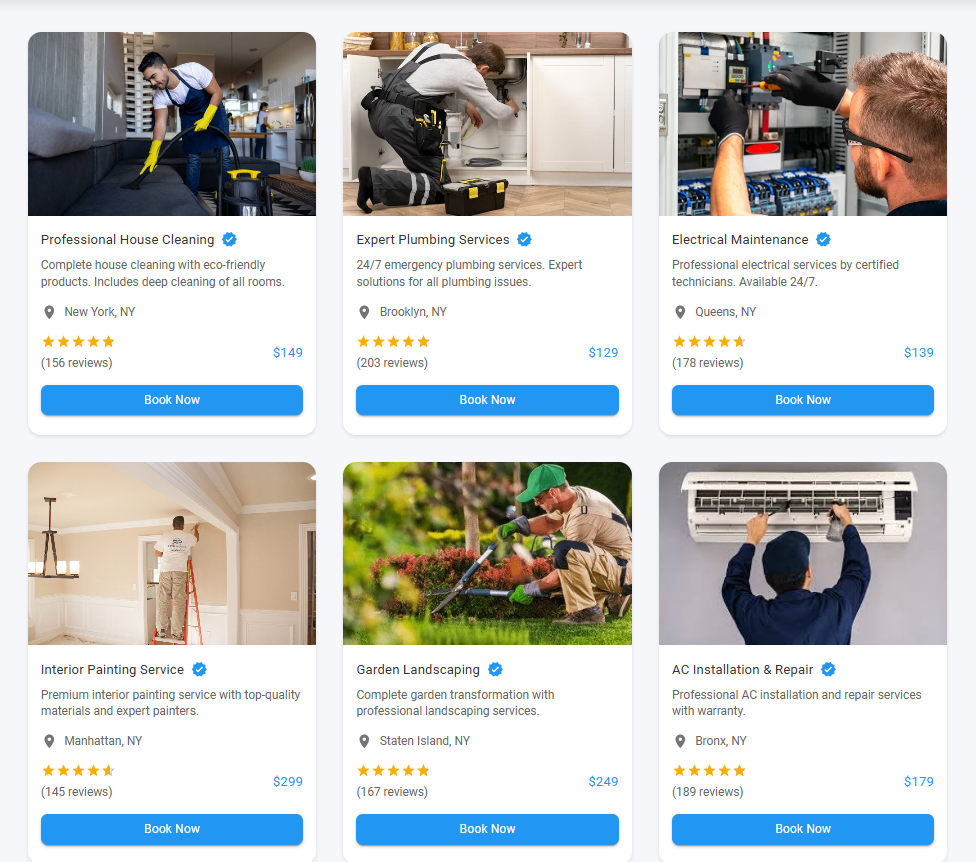 Professional House Cleaning
Complete house cleaning with eco-friendly
products. Includes deep cleaning of all rooms.
New York, NY
(156 reviews)
$149
Book Now
Expert Plumbing Services
24/7 emergency plumbing services. Expert
solutions for all plumbing issues.
Brooklyn, NY
(203 reviews)
$129
Book Now
Electrical Maintenance
Professional electrical services by certified
technicians. Available 24/7.
Queens, NY
(178 reviews)
$139
Book Now
Interior Painting Service
Premium interior painting service with top-quality
materials and expert painters.
Manhattan, NY
(145 reviews)
$299
Book Now
Garden Landscaping
Complete garden transformation with
professional landscaping services.
Staten Island, NY
(167 reviews)
$249
Book Now
AC Installation & Repair
Professional AC installation and repair services
with warranty.
Bronx, NY
(189 reviews)
$179
Book Now